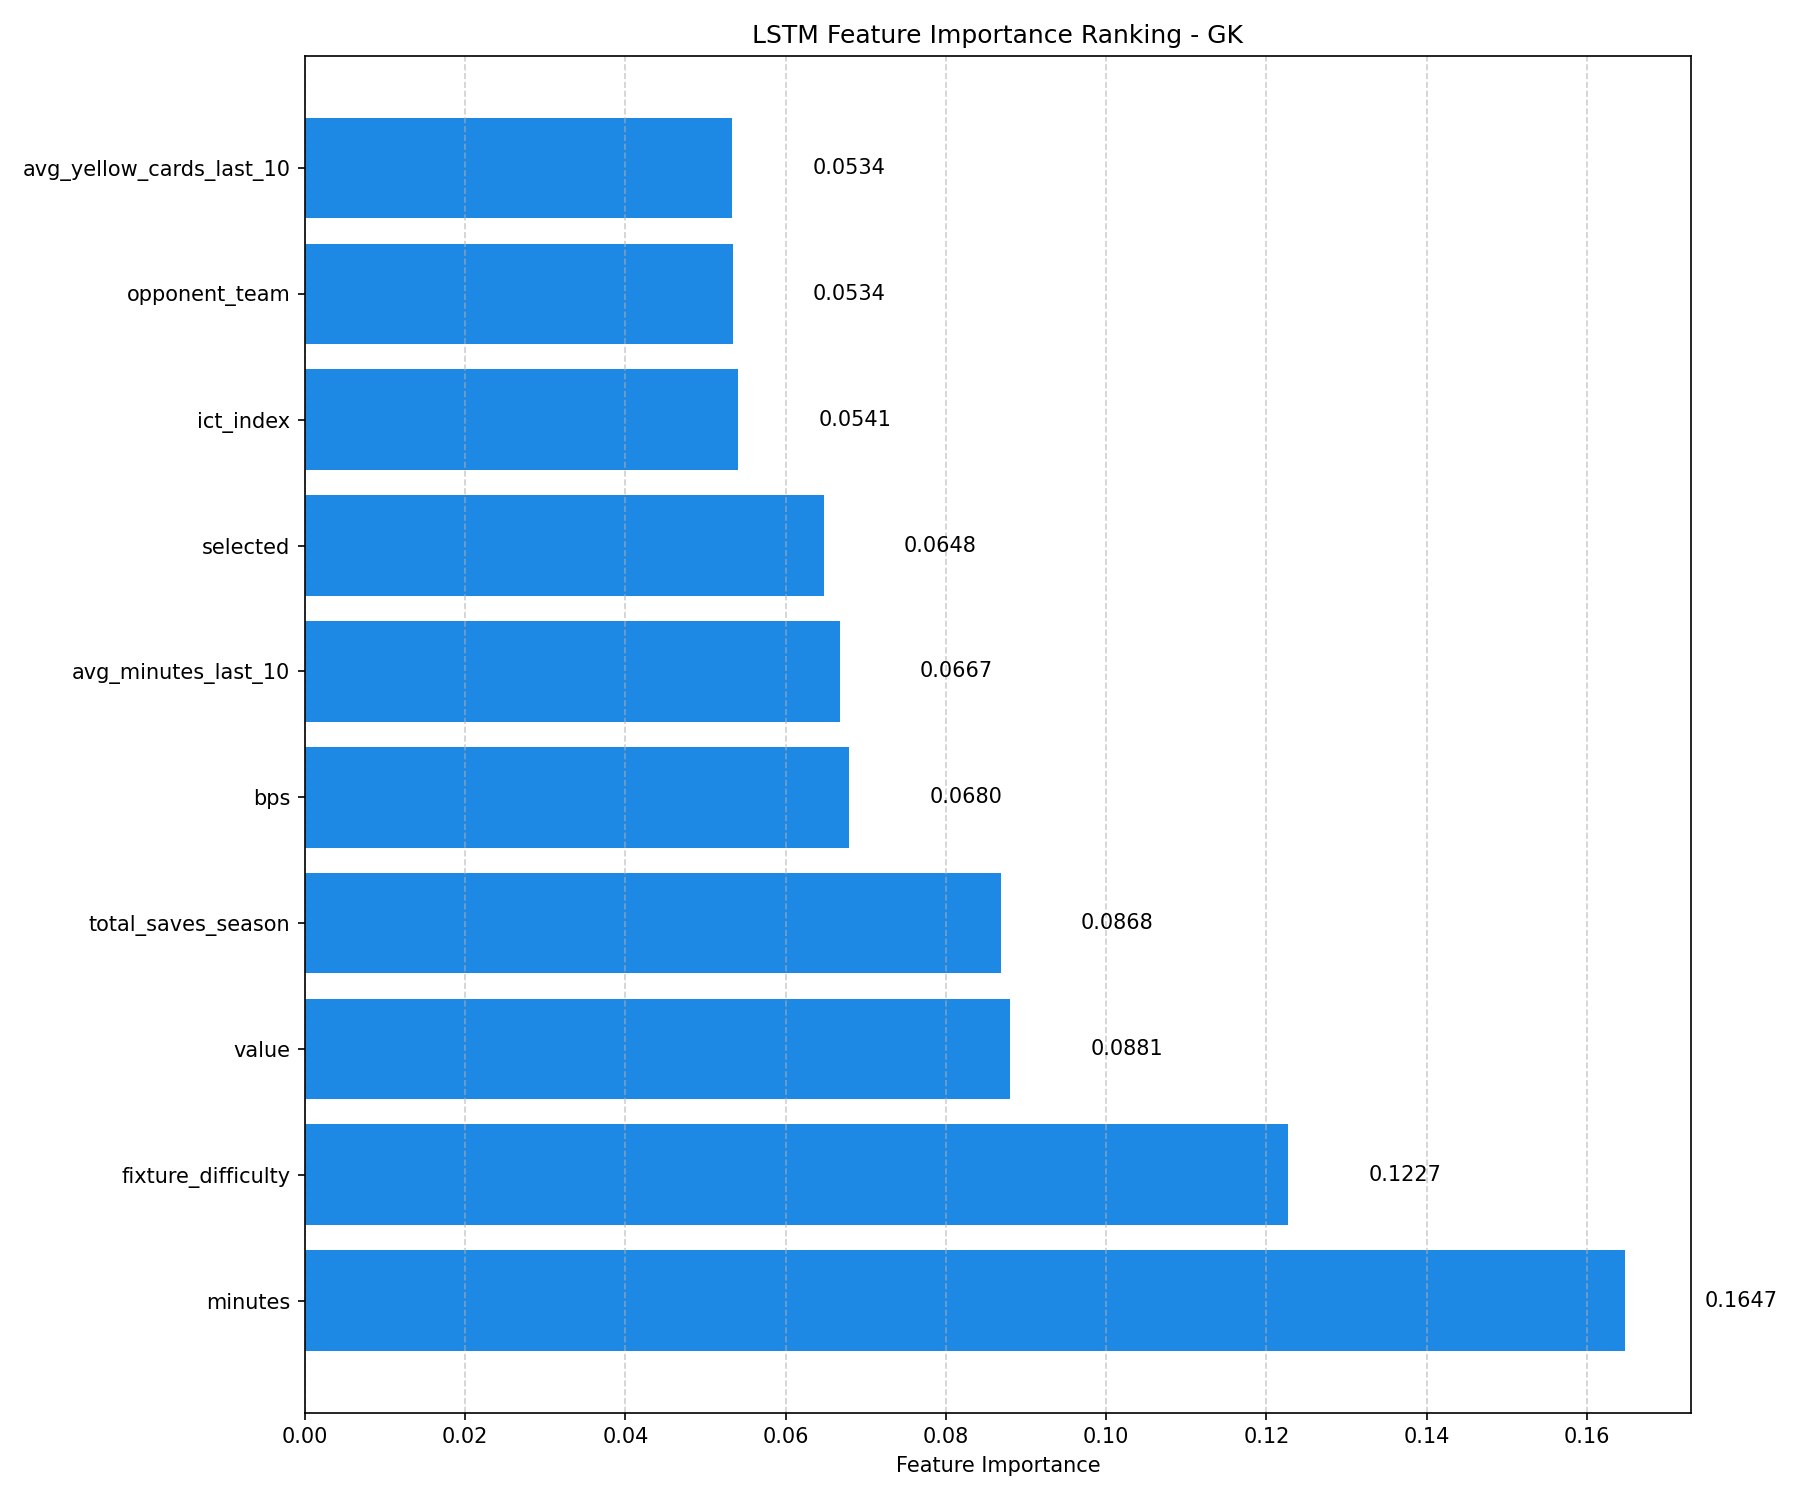 LSTM Feature Importance Ranking - GK
avg_yellow_cards_last_10 0.0534
opponent_team 0.0534
ict_index 0.0541
selected 0.0648
avg_minutes_last_10 0.0667
bps 0.0680
total_saves_season 0.0868
value 0.0881
fixture_difficulty 0.1227
minutes 0.1647
0.00 0.02 0.04 0.06 0.08 0.10 0.12 0.14 0.16
Feature Importance